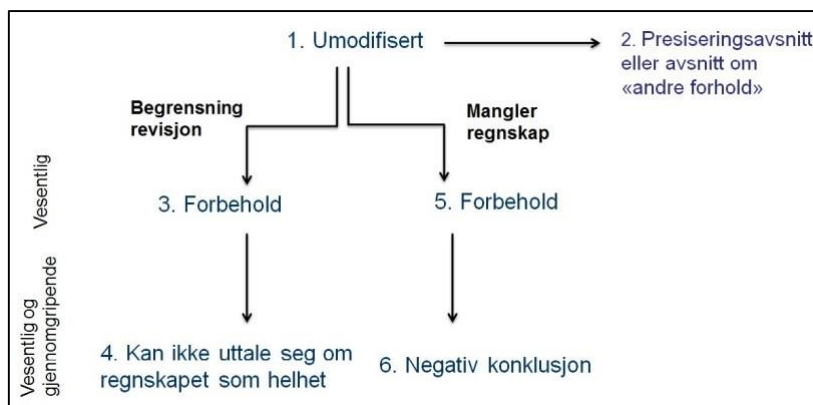 1. Umodifisert
2. Presiseringsavsnitt
eller avsnitt om
«andre forhold»
Begrensning
revisjon
Mangler
regnskap
Vesentlig
3. Forbehold
5. Forbehold
Vesentlig og
gjennomgripende
4. Kan ikke uttale seg om
regnskapet som helhet
6. Negativ konklusjon